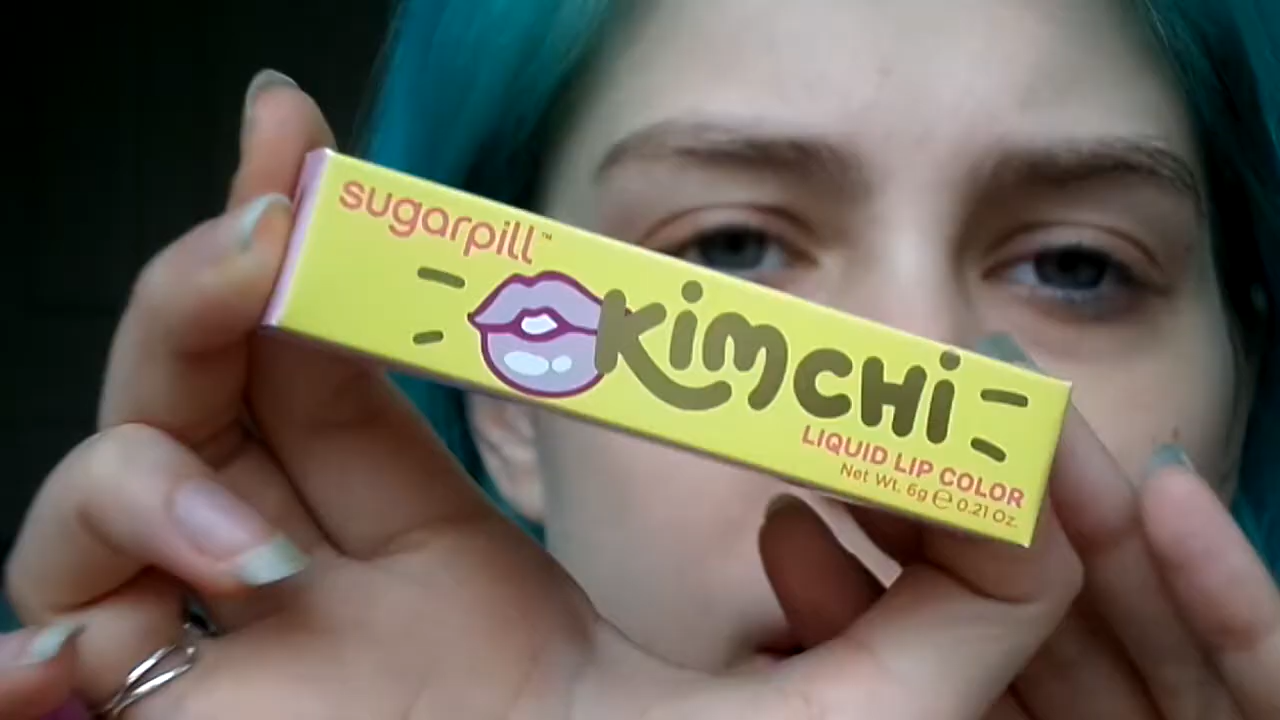 sugarpill™
KimCHi
LIQUID LIP COLOR
Net Wt. 6g ℮ 0.21 Oz.